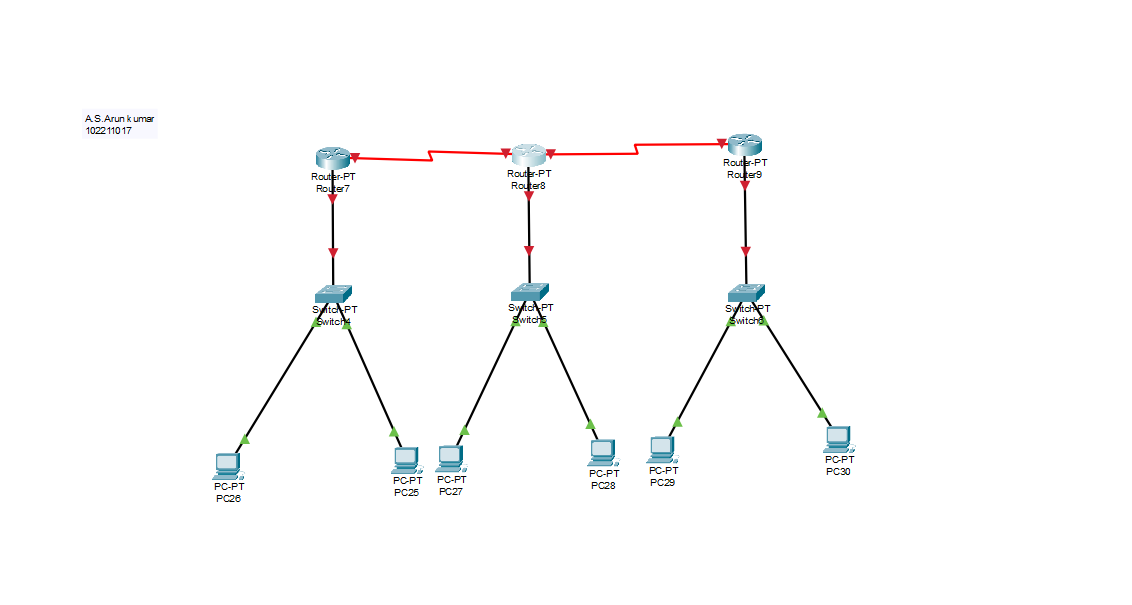 A.S.Arun kumar
102211017
Router-PT
Router7
Router-PT
Router8
Router-PT
Router9
Switch-PT
Switch4
Switch-PT
Switch5
Switch-PT
Switch6
PC-PT
PC26
PC-PT
PC25
PC-PT
PC27
PC-PT
PC28
PC-PT
PC29
PC-PT
PC30